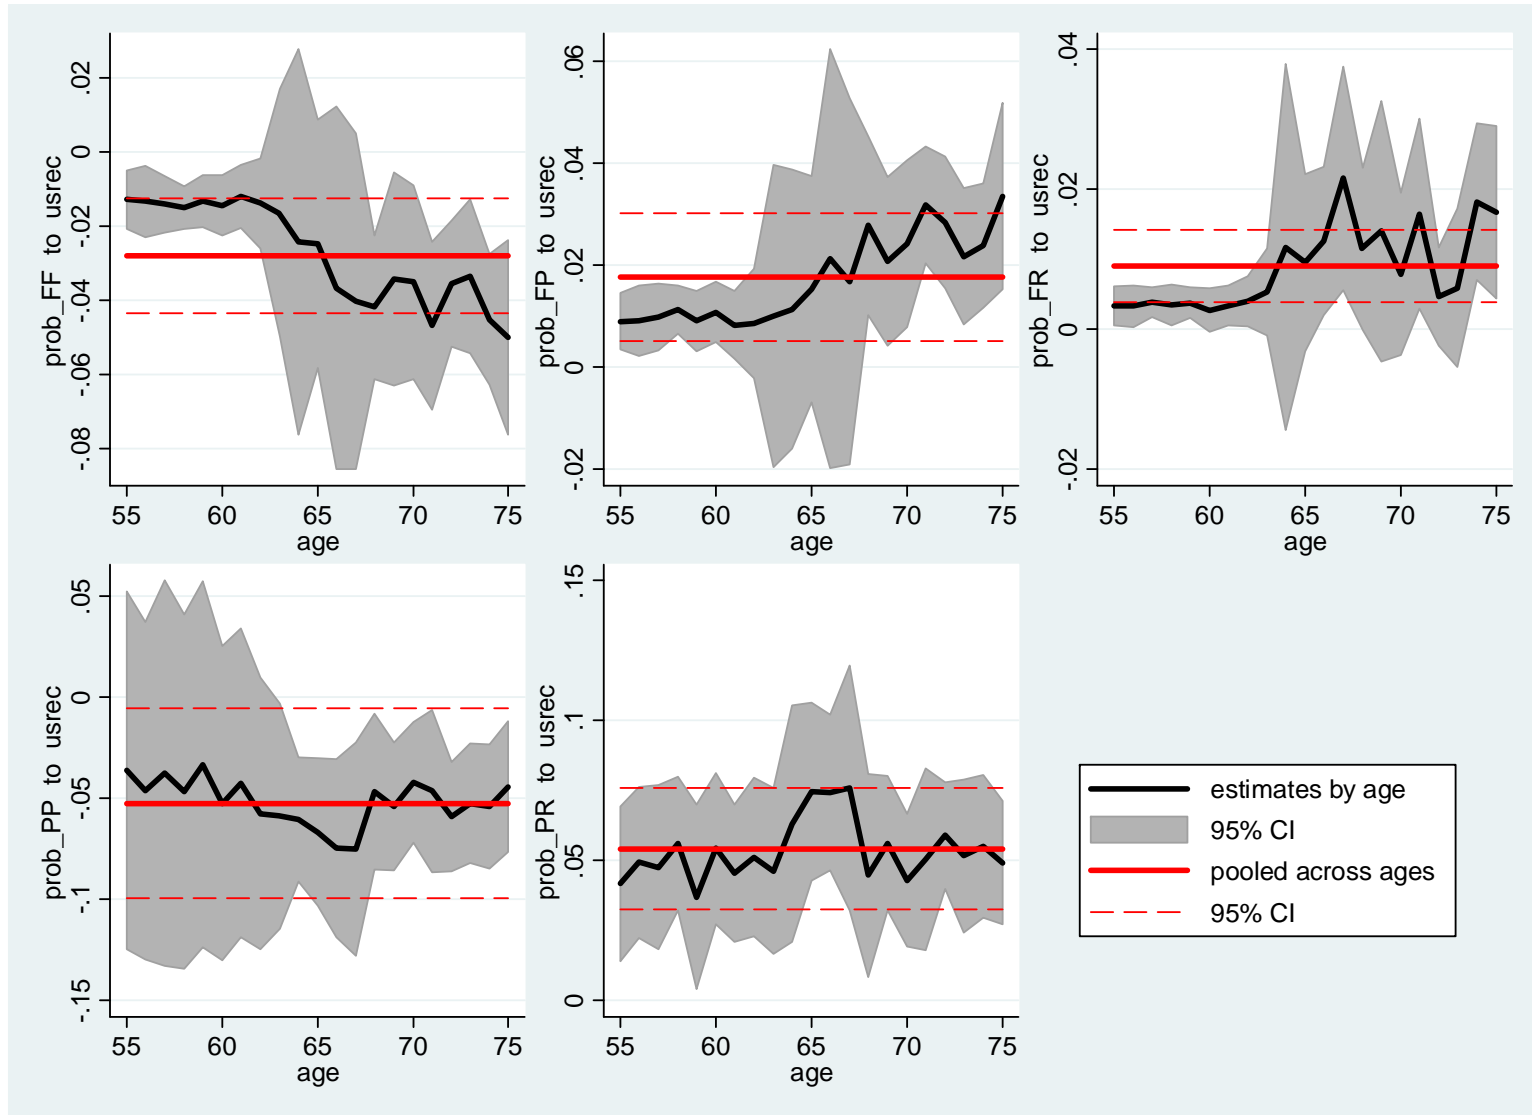 prob_FF to usrec
.02
0
-.02
-.04
-.06
-.08
55 60 65 70 75
age
prob_FP to usrec
.06
.04
.02
0
-.02
55 60 65 70 75
age
prob_FR to usrec
.04
.02
0
-.02
55 60 65 70 75
age
prob_PP to usrec
.05
0
-.05
-.1
-.15
55 60 65 70 75
age
prob_PR to usrec
.15
.1
.05
0
55 60 65 70 75
age
estimates by age
95% CI
pooled across ages
95% CI